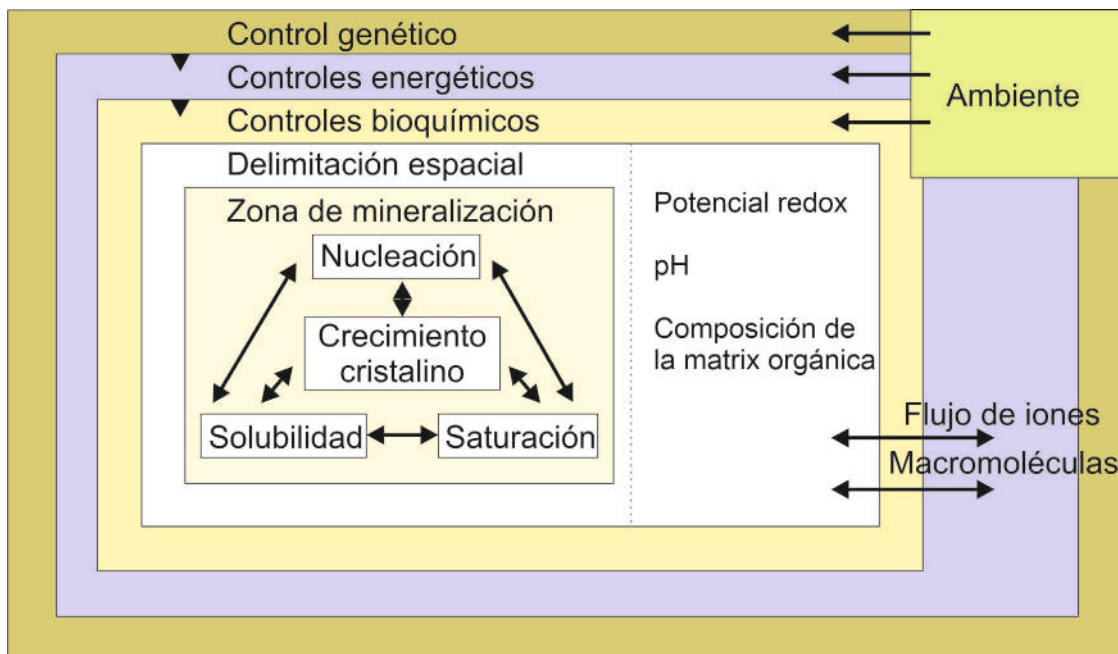 Control genético
Controles energéticos
Ambiente
Controles bioquímicos
Delimitación espacial
Zona de mineralización
Potencial redox
Nucleación
pH
Crecimiento
cristalino
Composición de
la matrix orgánica
Flujo de iones
Solubilidad
Saturación
Macromoléculas